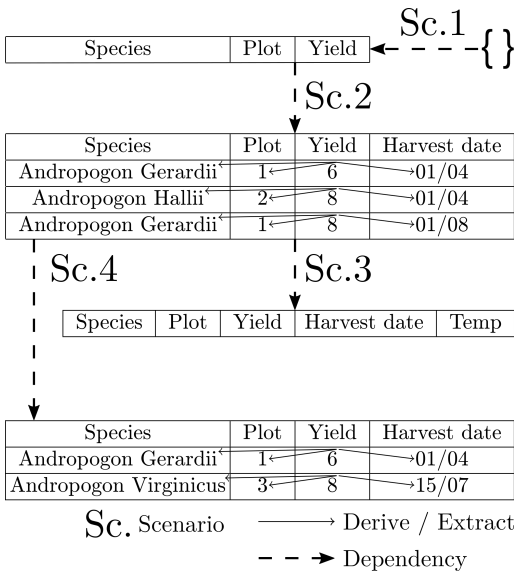 Sc.1
Species Plot Yield { }
Sc.2
Species Plot Yield Harvest date
Andropogon Gerardii 1 6 01/04
Andropogon Hallii 2 8 01/04
Andropogon Gerardii 1 8 01/08
Sc.4 Sc.3
Species Plot Yield Harvest date Temp
Species Plot Yield Harvest date
Andropogon Gerardii 1 6 01/04
Andropogon Virginicus 3 8 15/07
Sc. Scenario Derive / Extract
Dependency